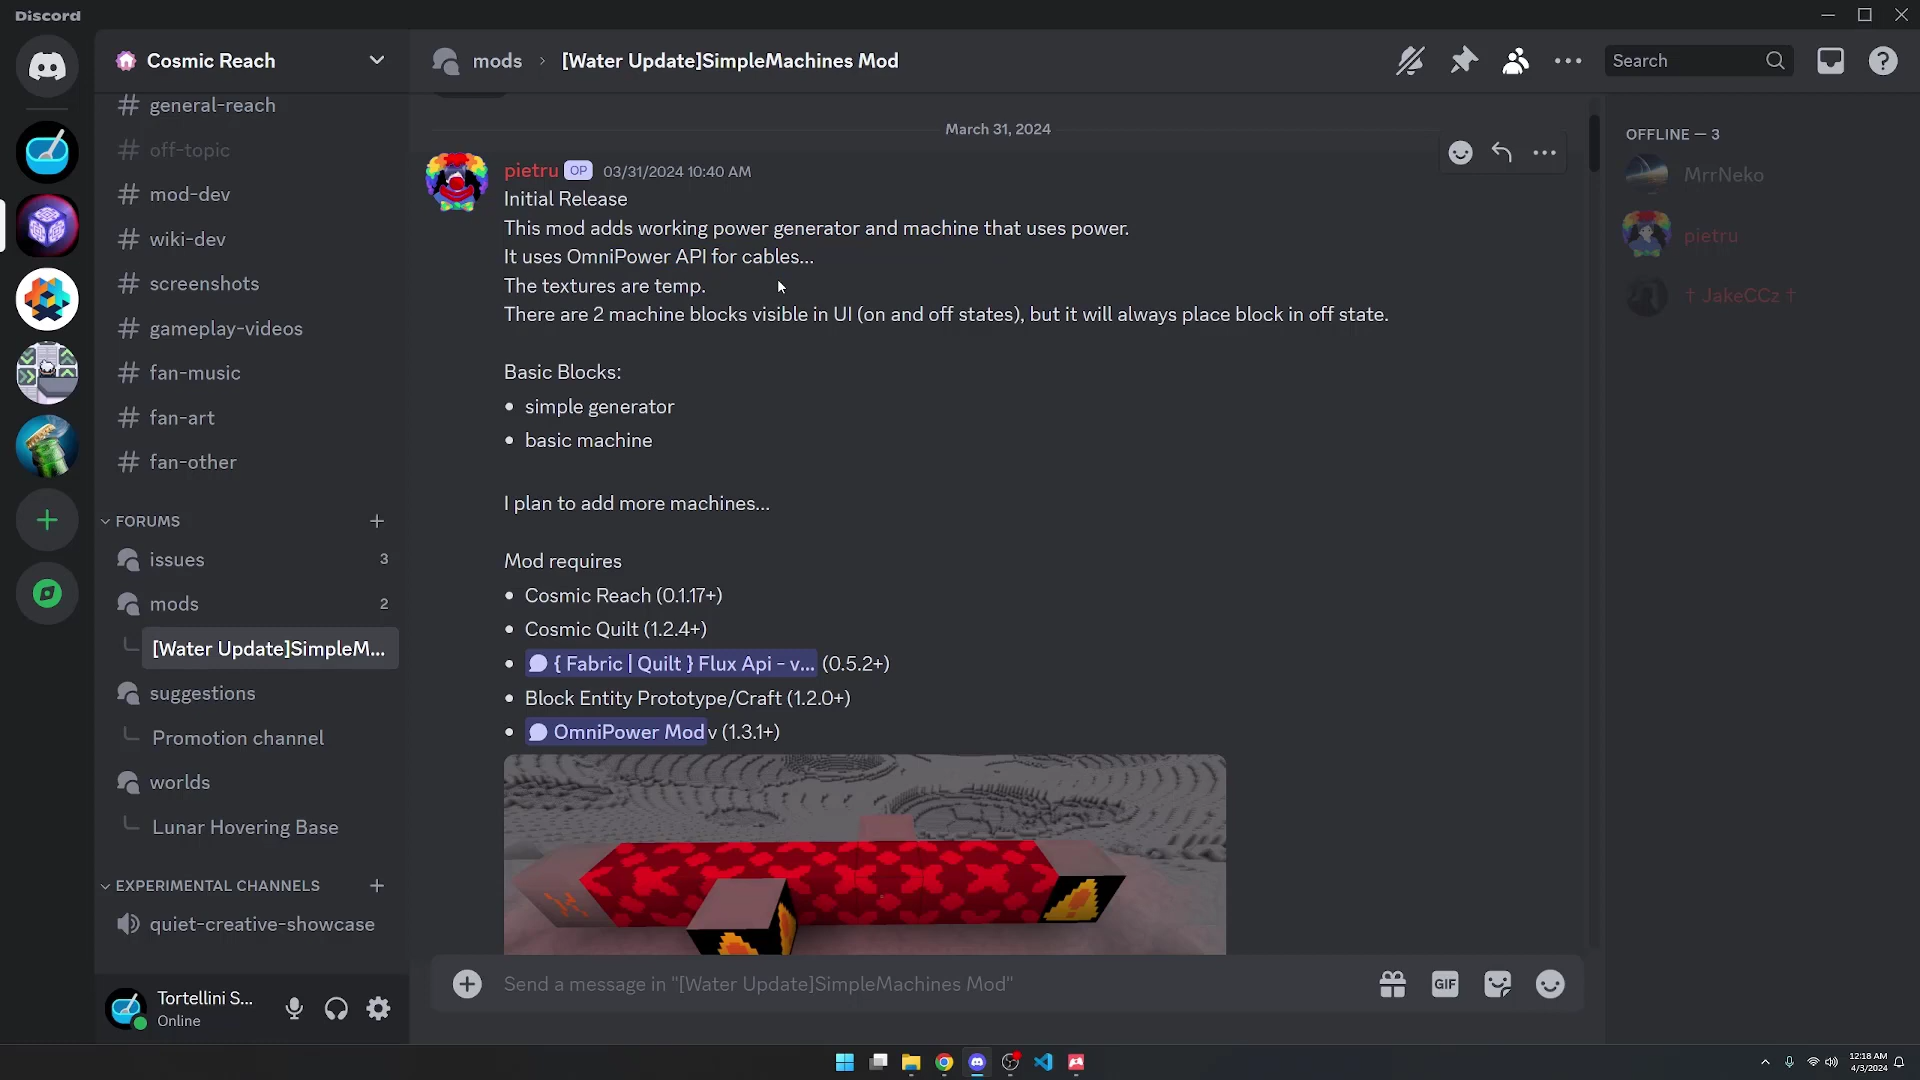 Discord
Cosmic Reach
mods
[Water Update]SimpleMachines Mod
Search
general-reach
off-topic
mod-dev
wiki-dev
screenshots
gameplay-videos
fan-music
fan-art
fan-other
FORUMS
issues 3
mods 2
[Water Update]SimpleM...
suggestions
Promotion channel
worlds
Lunar Hovering Base
EXPERIMENTAL CHANNELS
quiet-creative-showcase
Tortellini S...
Online
March 31, 2024
pietru OP 03/31/2024 10:40 AM
Initial Release
This mod adds working power generator and machine that uses power.
It uses OmniPower API for cables...
The textures are temp.
There are 2 machine blocks visible in UI (on and off states), but it will always place block in off state.
Basic Blocks:
• simple generator
• basic machine
I plan to add more machines...
Mod requires
• Cosmic Reach (0.1.17+)
• Cosmic Quilt (1.2.4+)
• { Fabric | Quilt } Flux Api - v... (0.5.2+)
• Block Entity Prototype/Craft (1.2.0+)
• OmniPower Mod v (1.3.1+)
Send a message in "[Water Update]SimpleMachines Mod"
GIF
OFFLINE — 3
MrrNeko
pietru
† JakeCCz †
12:18 AM
4/3/2024